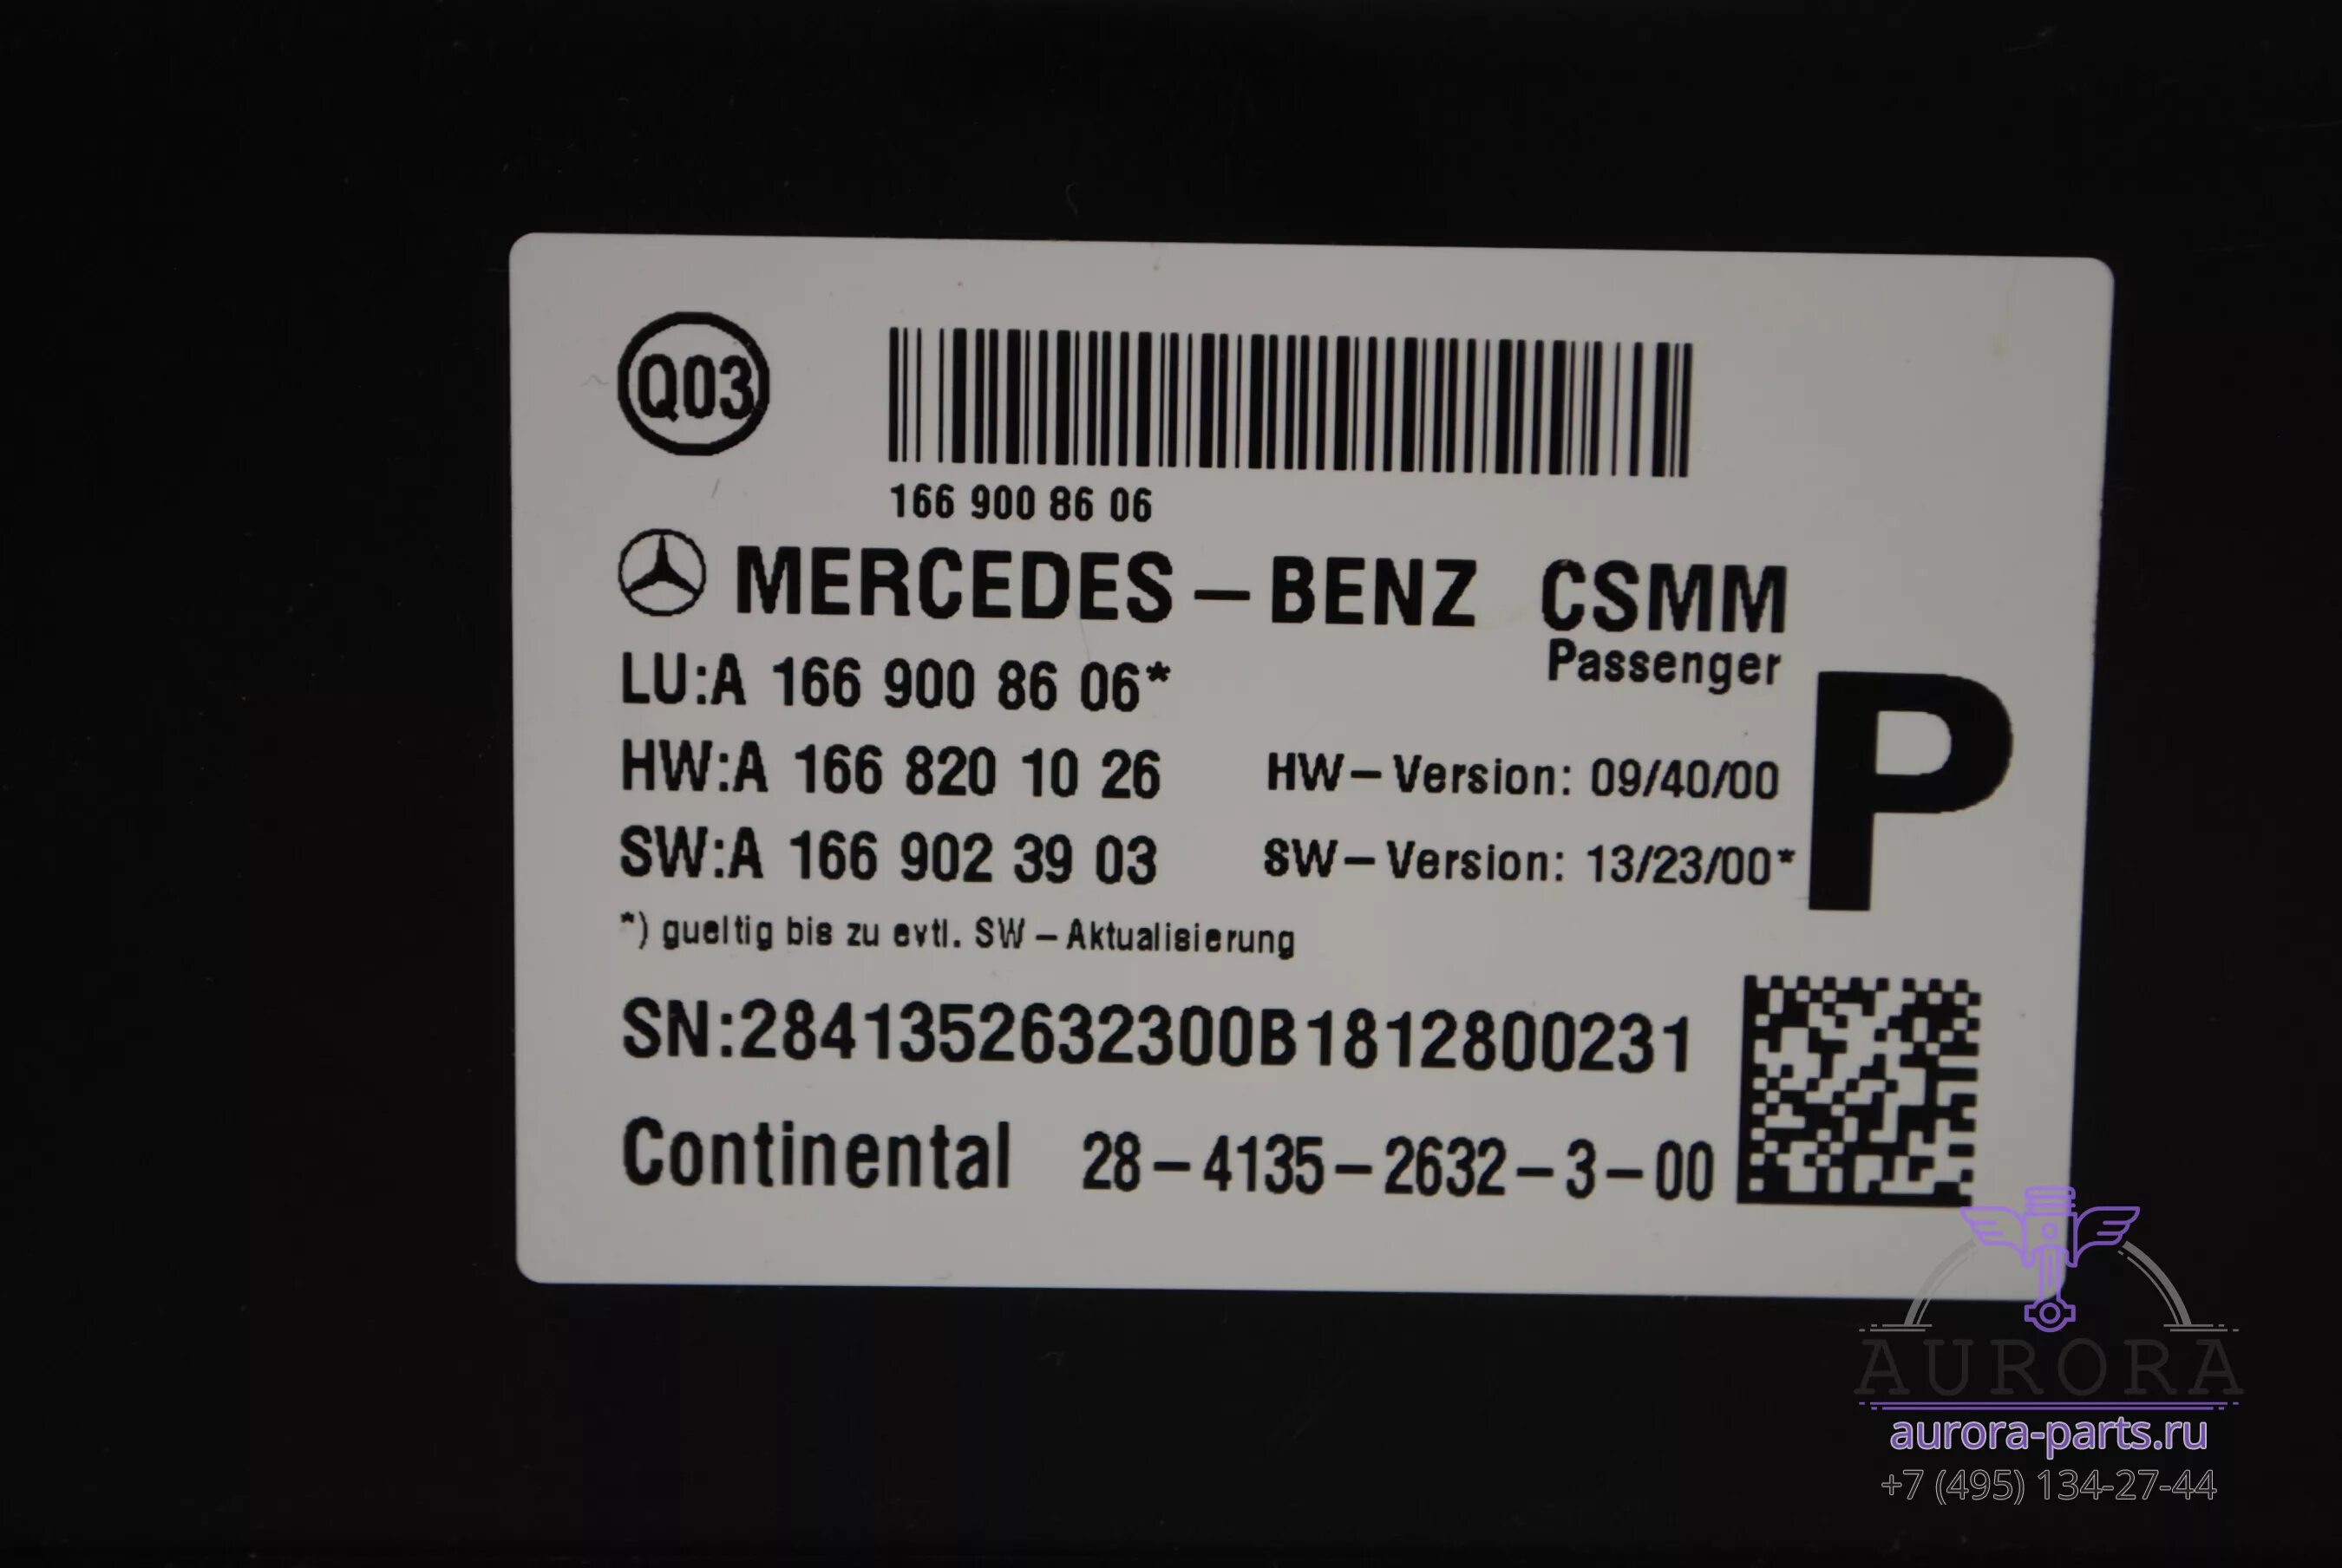 Q03
166 900 86 06
MERCEDES-BENZ CSMM
Passenger
LU:A 166 900 86 06*
P
HW:A 166 820 10 26 HW-Version: 09/40/00
SW:A 166 902 39 03 SW-Version: 13/23/00*
*) gueltig bis zu evtl. SW-Aktualisierung
SN:2841352632300B1812800231
Continental 28-4135-2632-3-00
AURORA
aurora-parts.ru
+7 (495) 134-27-44